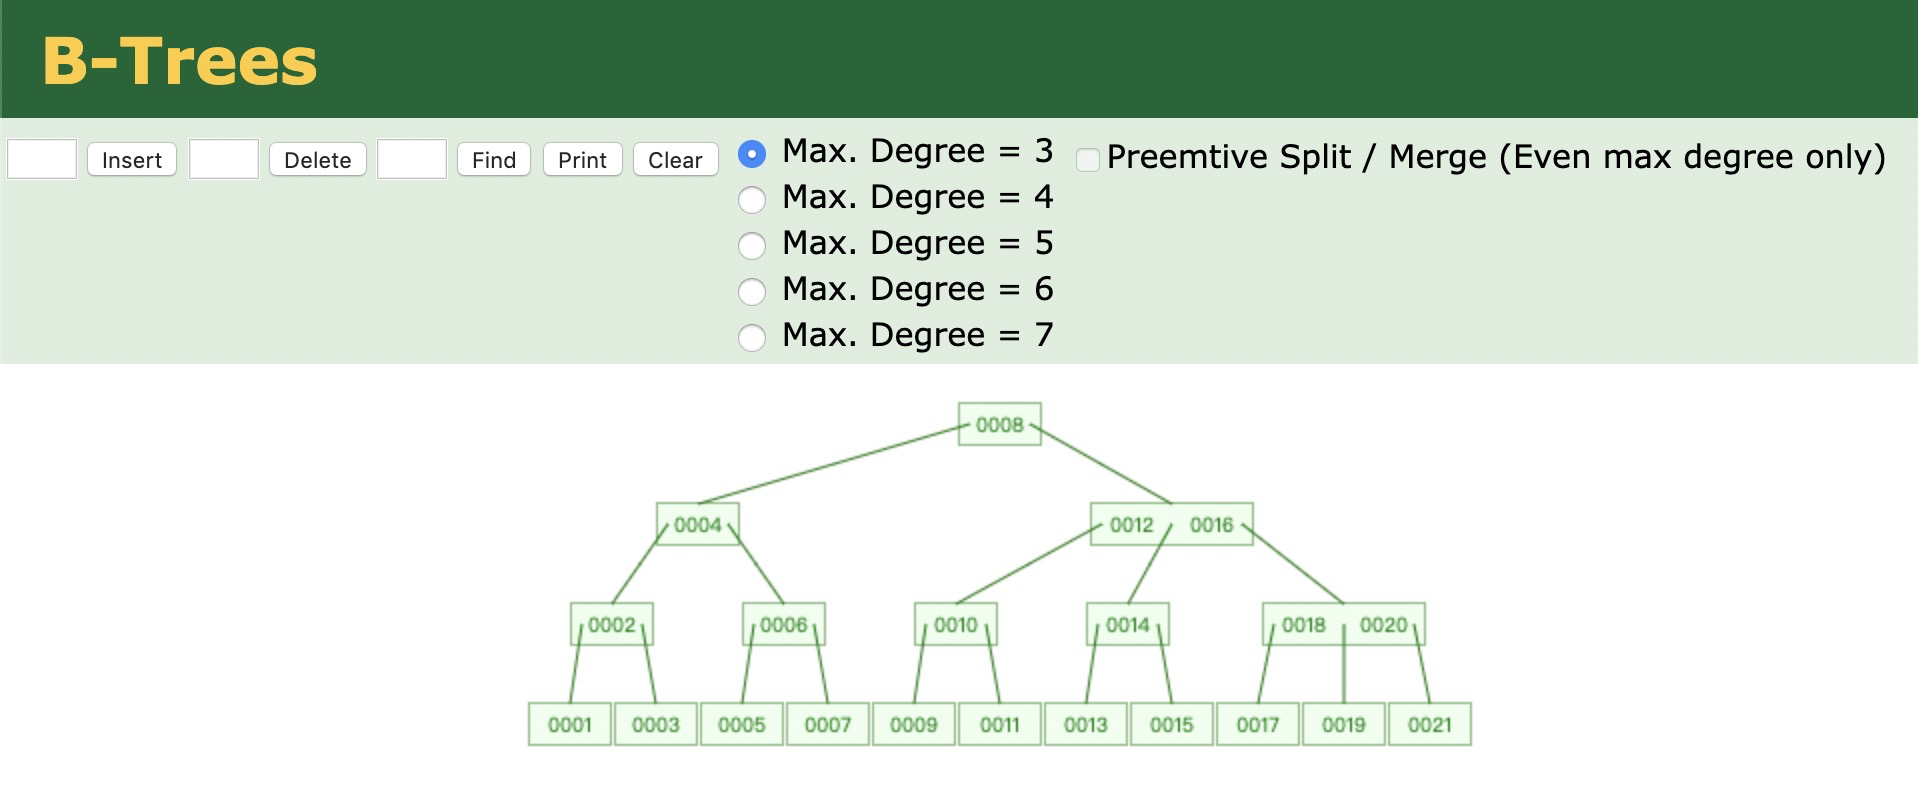 B-Trees
Insert Delete Find Print Clear Max. Degree = 3 Preemtive Split / Merge (Even max degree only)
Max. Degree = 4
Max. Degree = 5
Max. Degree = 6
Max. Degree = 7
0008
0004 0012 0016
0002 0006 0010 0014 0018 0020
0001 0003 0005 0007 0009 0011 0013 0015 0017 0019 0021